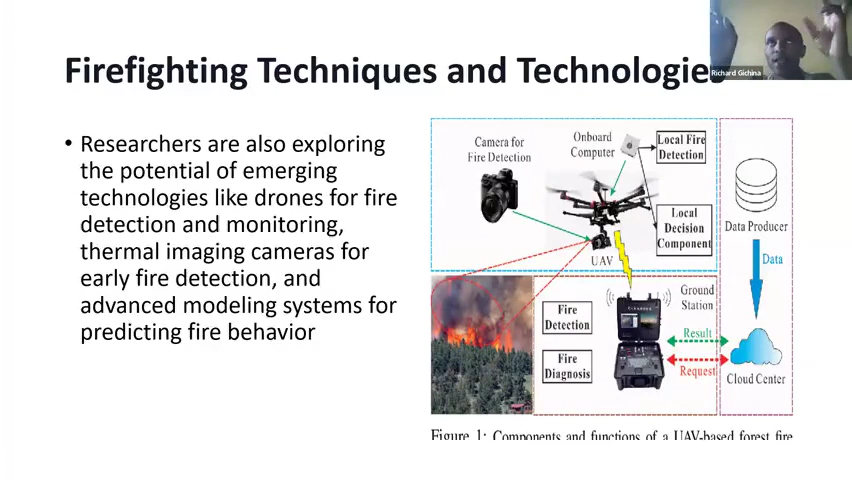 Firefighting Techniques and Technologies
Richard Gichina
• Researchers are also exploring
the potential of emerging
technologies like drones for fire
detection and monitoring,
thermal imaging cameras for
early fire detection, and
advanced modeling systems for
predicting fire behavior
Camera for
Fire Detection
Onboard
Computer
Local Fire
Detection
Local
Decision
Component
UAV
Data Producer
Data
Ground
Station
Fire
Detection
Fire
Diagnosis
Result
Request
Cloud Center
Figure 1: Components and functions of a UAV-based forest fire